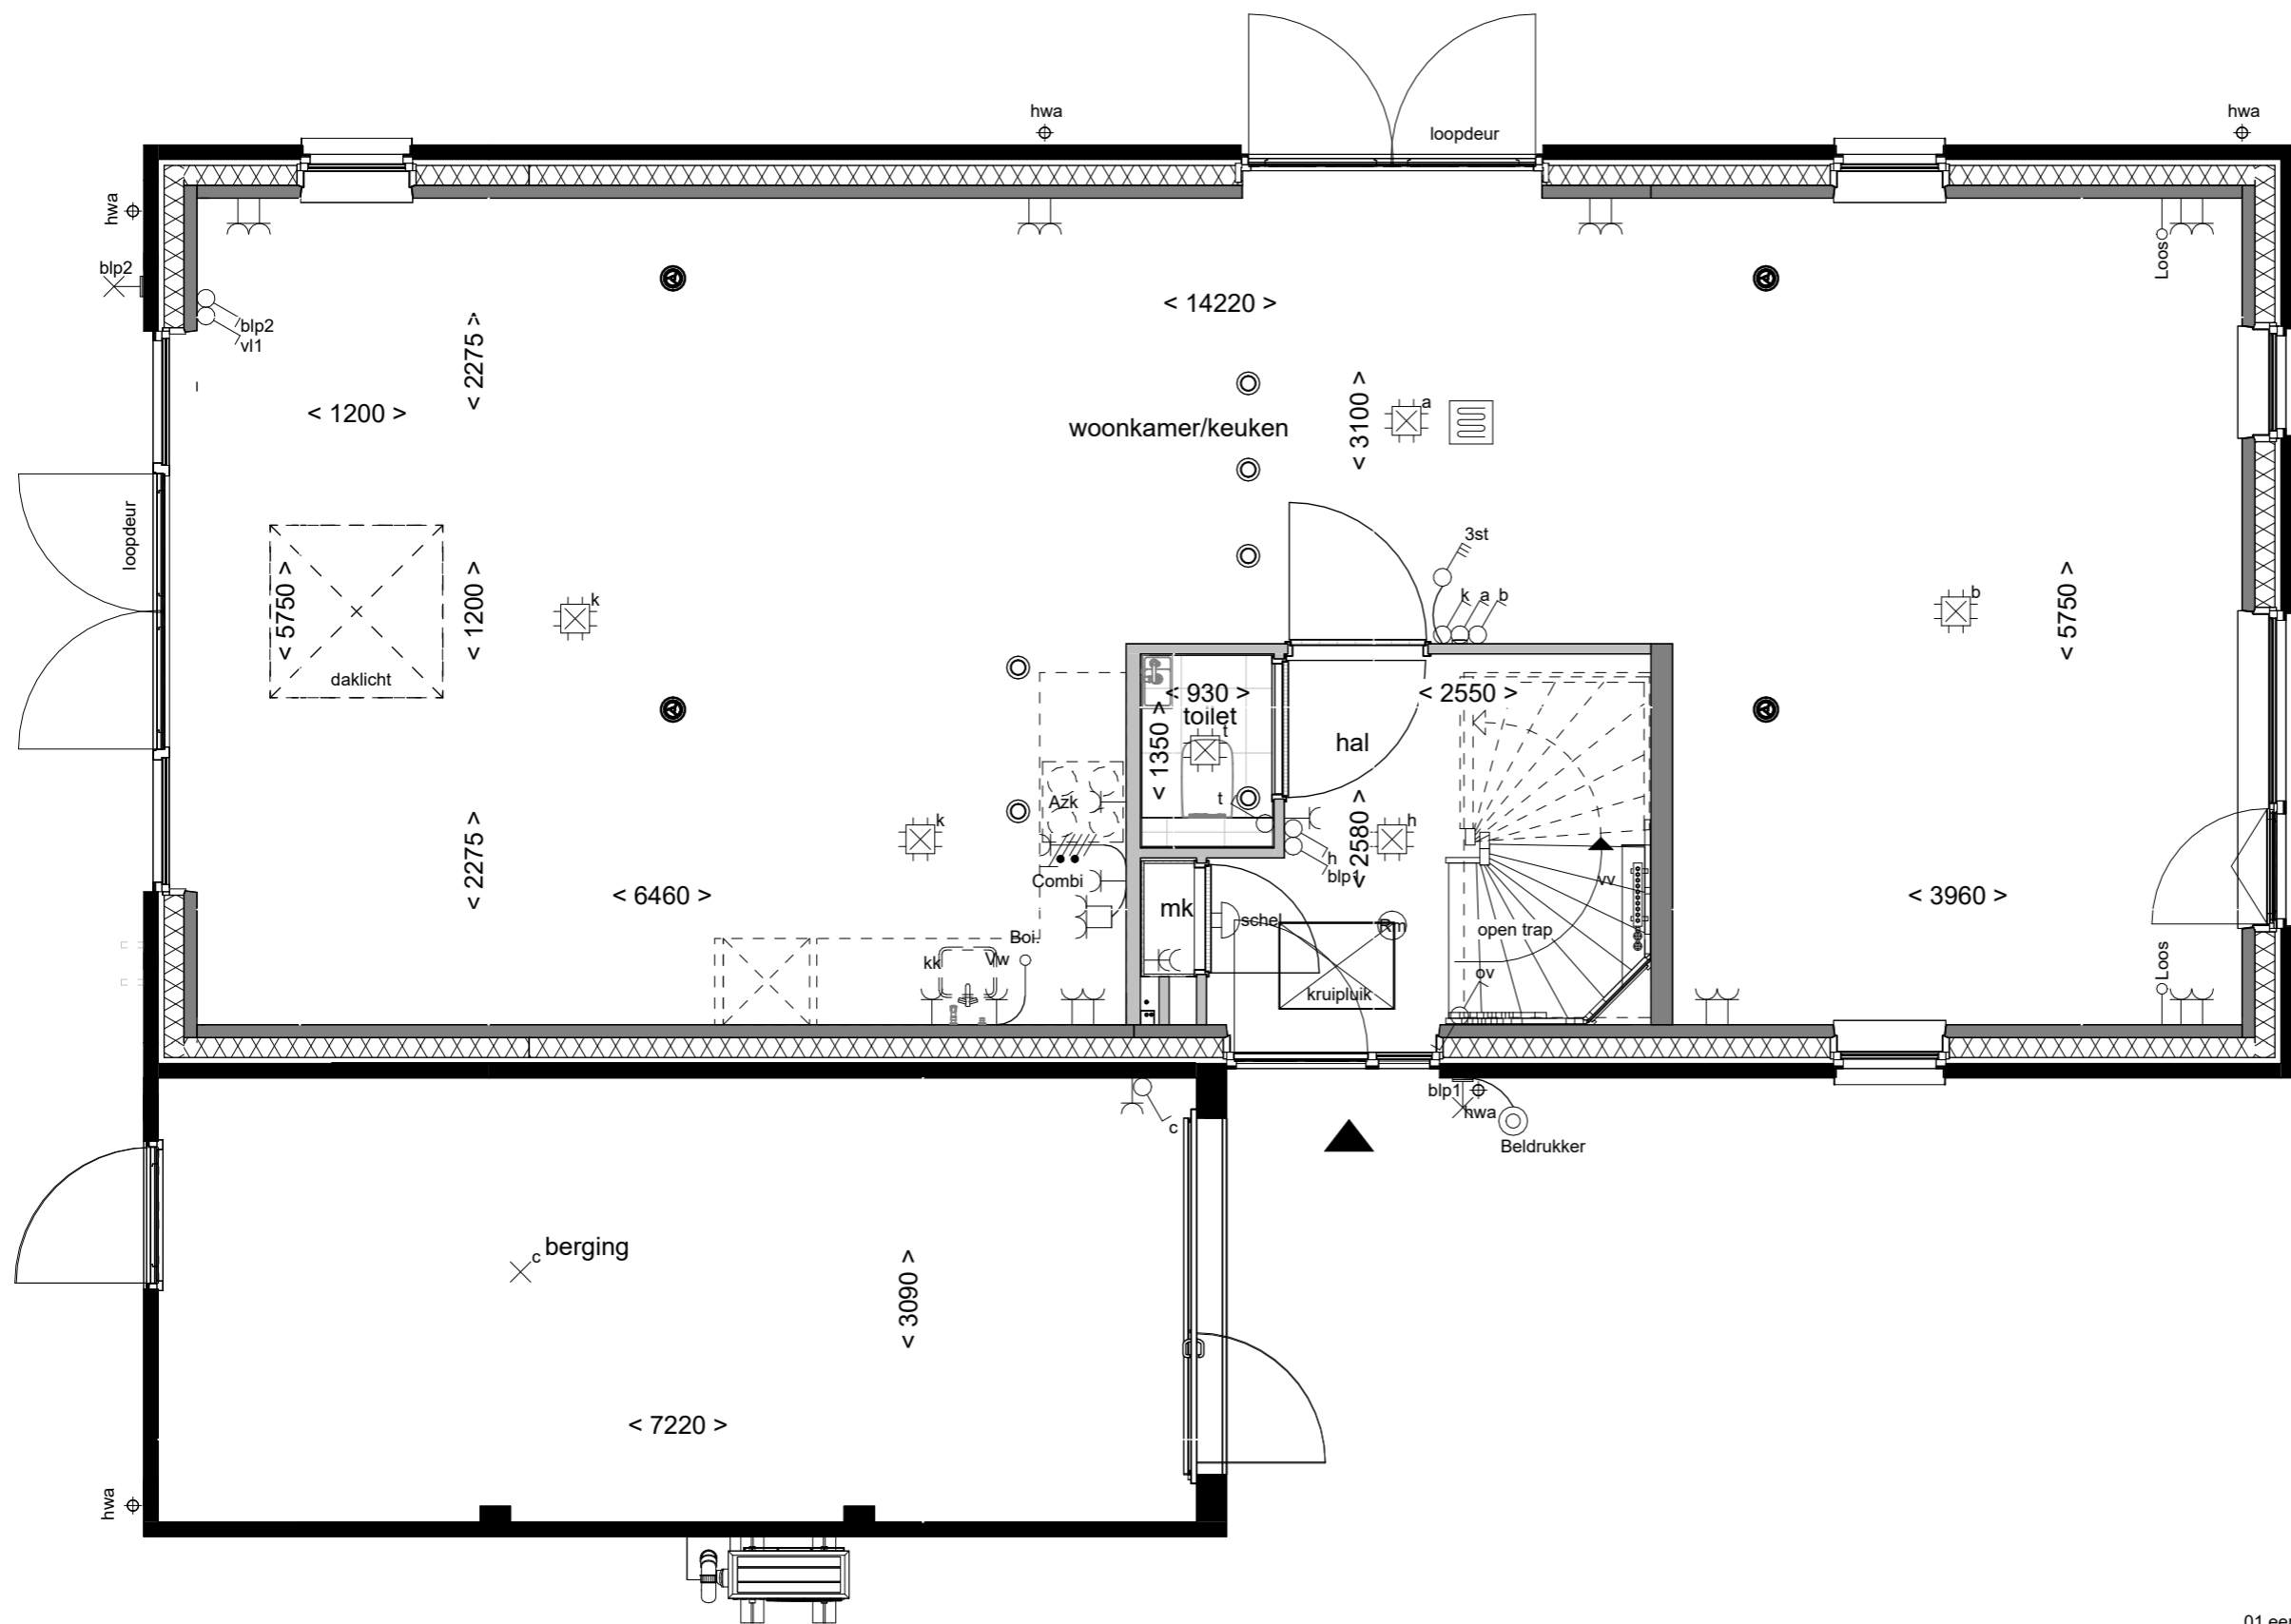 hwa
hwa
loopdeur
hwa
blp2
blp2
vl1
Loos
< 14220 >
< 2275 >
< 1200 >
< 3100 >
a
woonkamer/keuken
loopdeur
3st
< 5750 >
< 1200 >
k
k a b
b
< 5750 >
daklicht
< 930 >
< 2550 >
toilet
t
< 1350 >
hal
Azk
t
< 2275 >
k
h
< 2580 >
h
blp1
Combi
vv
< 6460 >
< 3960 >
mk
schel
Rm
open trap
Boi.
kk
Vw
ov
Loos
kruipluik
blp1
hwa
c
Beldrukker
c
berging
< 3090 >
< 7220 >
hwa